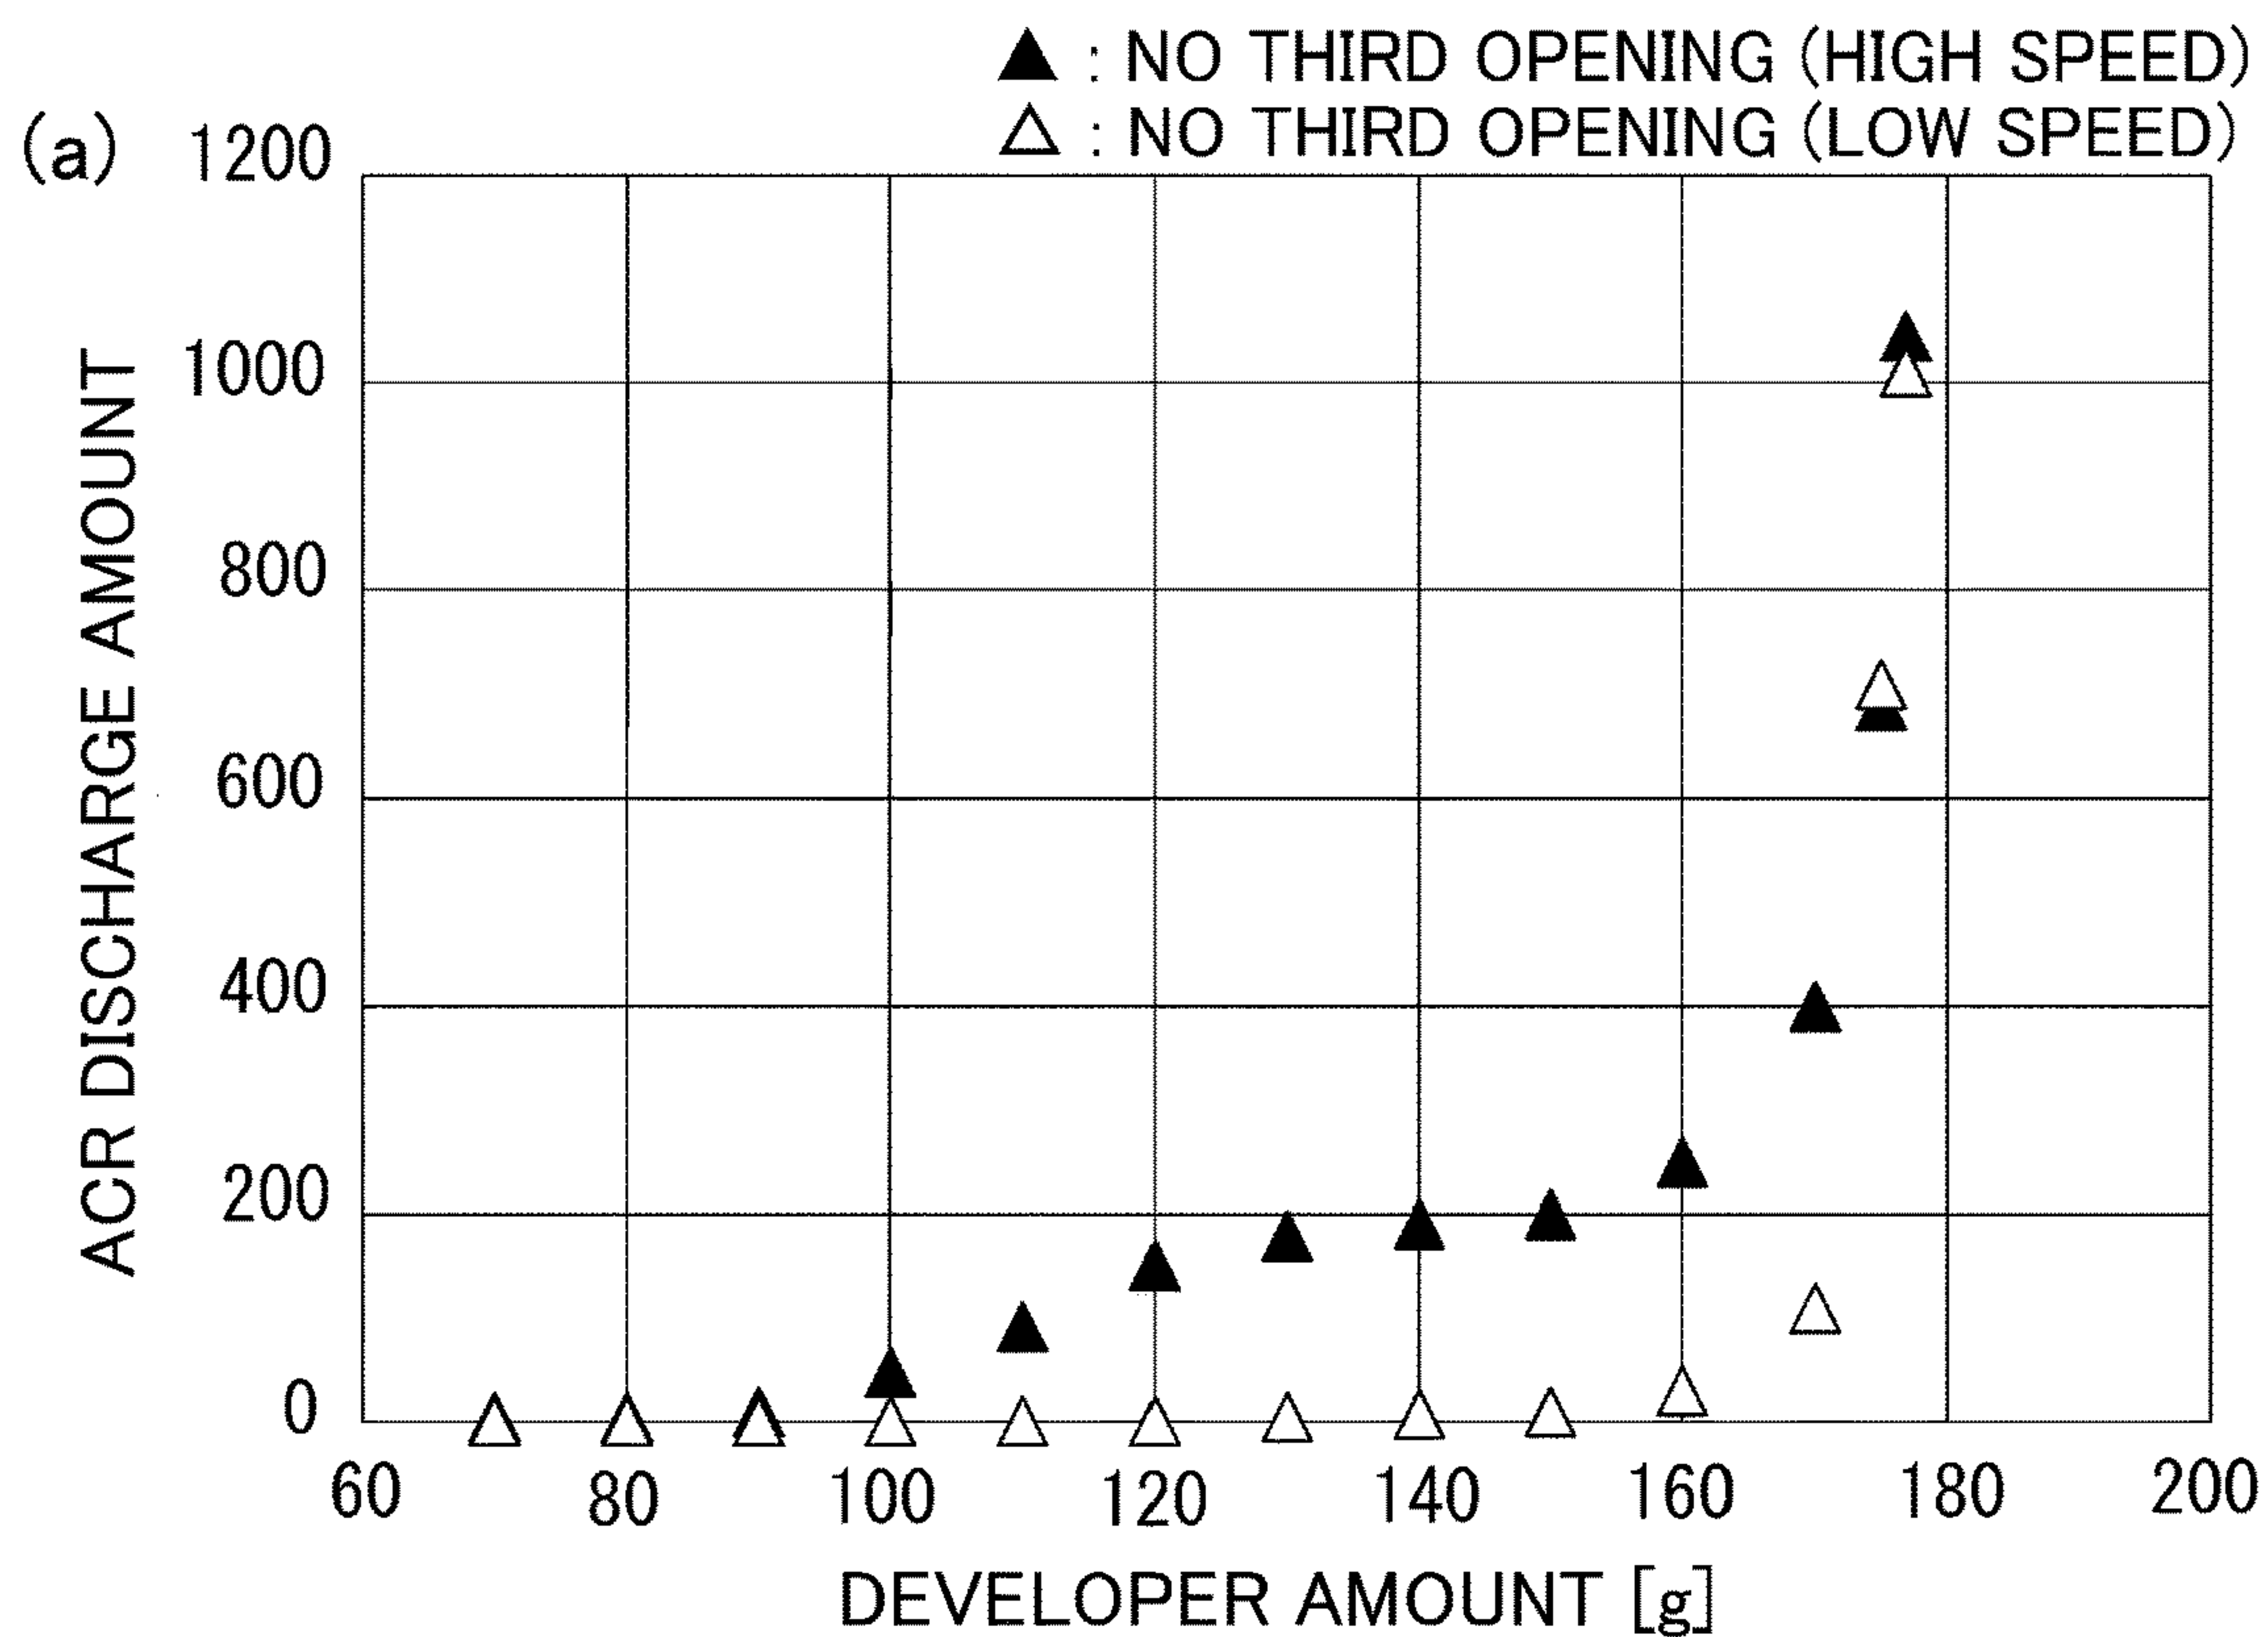 ▲ : NO THIRD OPENING (HIGH SPEED)
△ : NO THIRD OPENING (LOW SPEED)
(a)
1200
1000
800
600
400
200
0
ACR DISCHARGE AMOUNT
60 80 100 120 140 160 180 200
DEVELOPER AMOUNT [g]